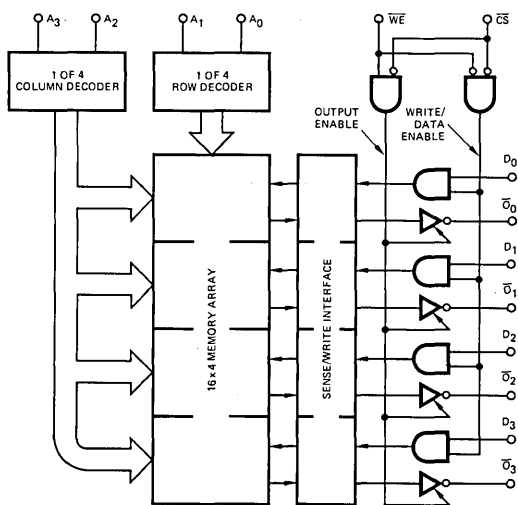 A3 A2 A1 A0 WE CS
1 OF 4
COLUMN DECODER
1 OF 4
ROW DECODER
OUTPUT
ENABLE
WRITE/
DATA
ENABLE
16 x 4 MEMORY ARRAY
SENSE/WRITE INTERFACE
D0
O0
D1
O1
D2
O2
D3
O3